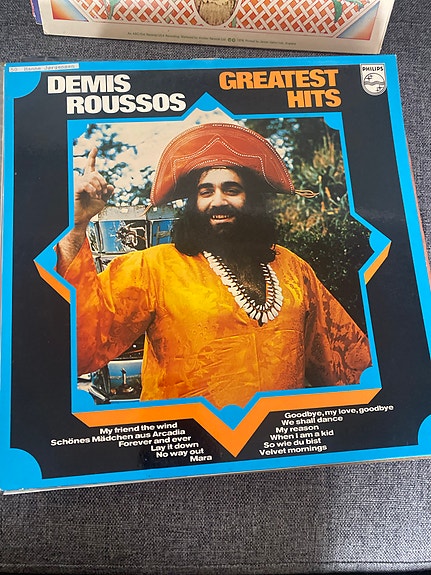 DEMIS
ROUSSOS
GREATEST
HITS
PHILIPS
My friend the wind
Schönes Mädchen aus Arcadia
Forever and ever
Lay it down
No way out
Mara
Goodbye, my love, goodbye
We shall dance
My reason
When I am a kid
So wie du bist
Velvet mornings